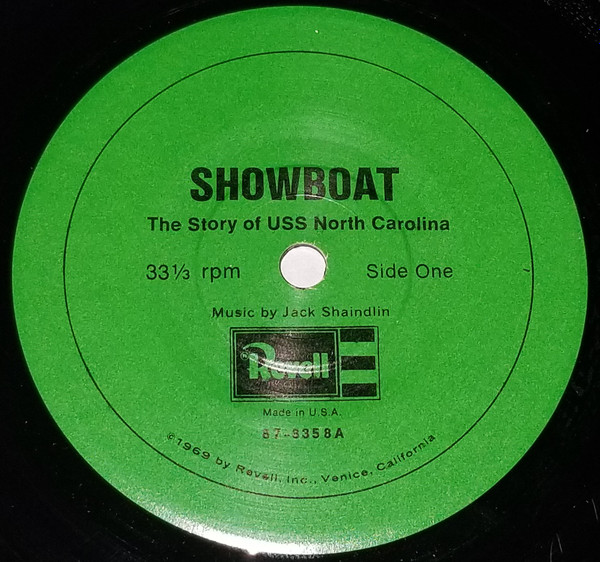 SHOWBOAT
The Story of USS North Carolina
33⅓ rpm Side One
Music by Jack Shaindlin
Revell
Made in U.S.A.
67-8358A
©1969 by Revell, Inc., Venice, California